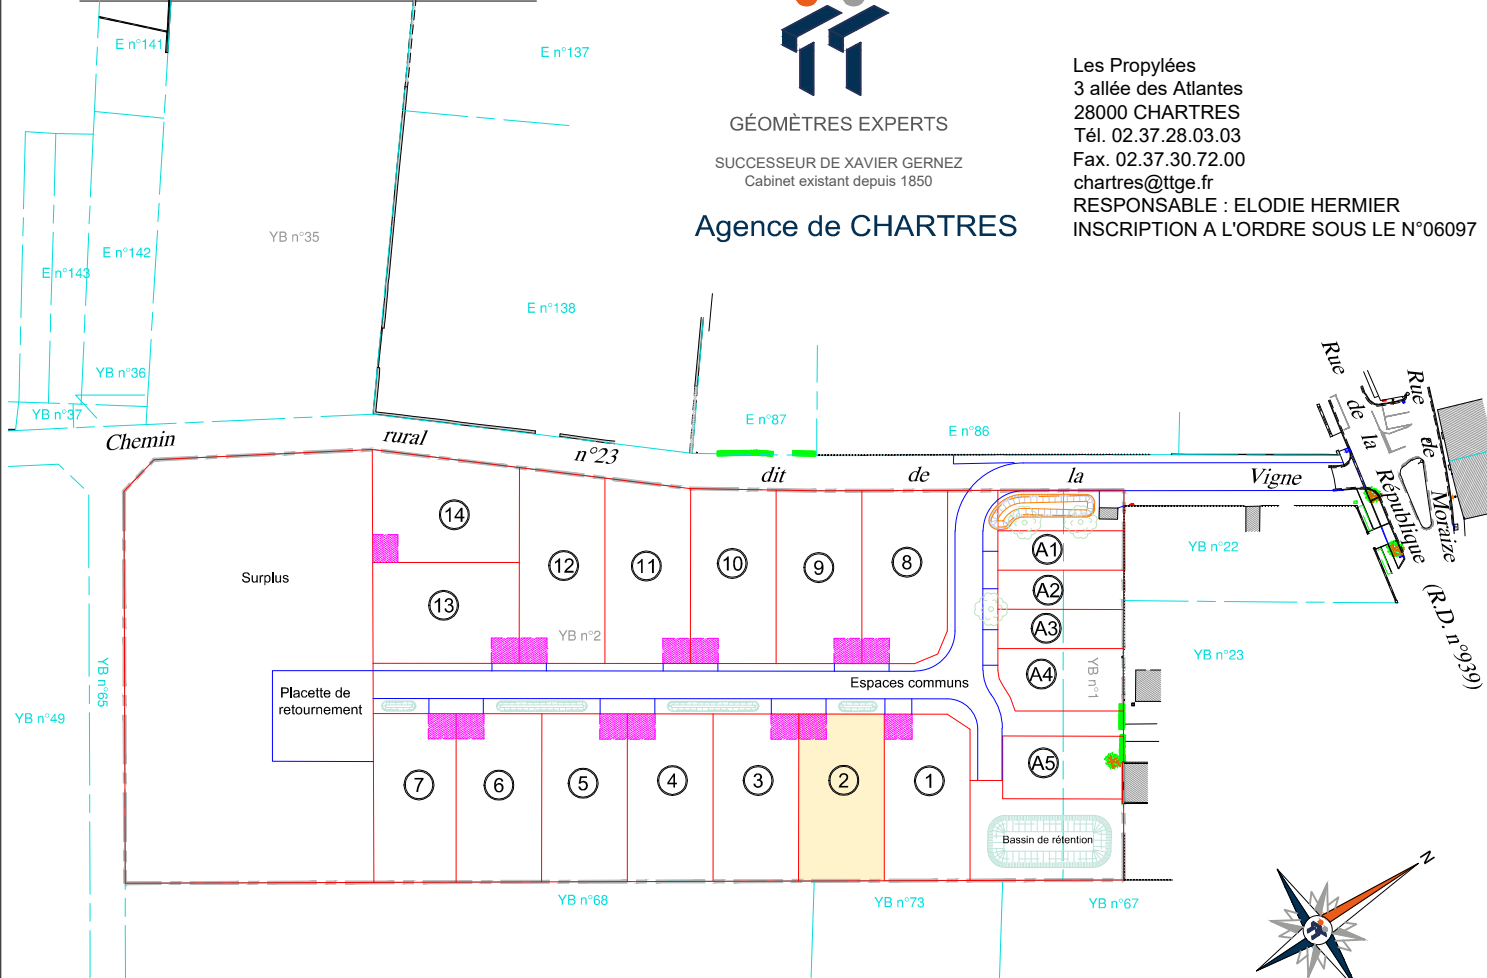 GÉOMÈTRES EXPERTS
SUCCESSEUR DE XAVIER GERNEZ
Cabinet existant depuis 1850
Agence de CHARTRES
Les Propylées
3 allée des Atlantes
28000 CHARTRES
Tél. 02.37.28.03.03
Fax. 02.37.30.72.00
chartres@ttge.fr
RESPONSABLE : ELODIE HERMIER
INSCRIPTION A L'ORDRE SOUS LE N°06097
E n°141
E n°137
YB n°35
E n°142
E n°143
E n°138
YB n°36
YB n°37
E n°87
E n°86
Chemin rural n°23 dit de la Vigne
Rue de la République
Rue de Moraize
(R.D. n°939)
14
13
12
11
10
9
8
A1
A2
A3
A4
A5
YB n°22
YB n°23
YB n°1
YB n°2
Surplus
YB n°65
YB n°49
Placette de
retournement
Espaces communs
7
6
5
4
3
2
1
Bassin de rétention
YB n°68
YB n°73
YB n°67
N